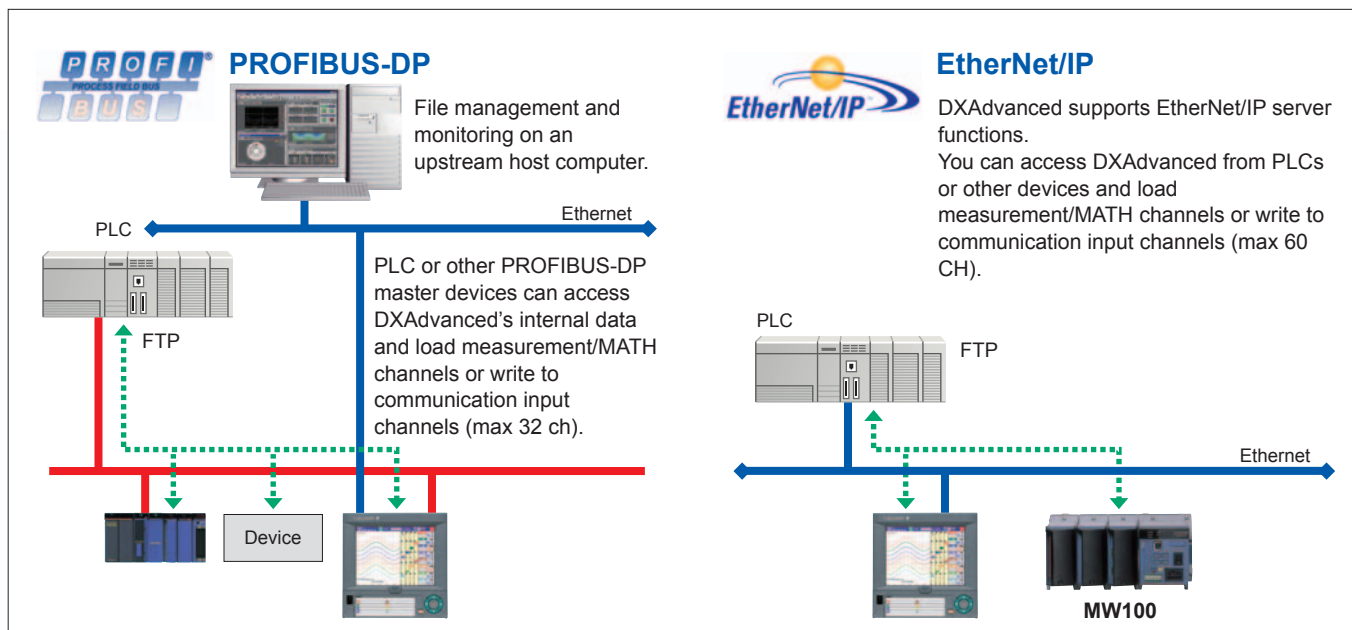 PROFI®
PROCESS FIELD BUS
BUS
PROFIBUS-DP
File management and
monitoring on an
upstream host computer.
Ethernet
PLC
PLC or other PROFIBUS-DP
master devices can access
DXAdvanced's internal data
and load measurement/MATH
channels or write to
communication input
channels (max 32 ch).
FTP
Device
EtherNet/IP
EtherNet/IP
DXAdvanced supports EtherNet/IP server
functions.
You can access DXAdvanced from PLCs
or other devices and load
measurement/MATH channels or write to
communication input channels (max 60
CH).
PLC
FTP
Ethernet
MW100